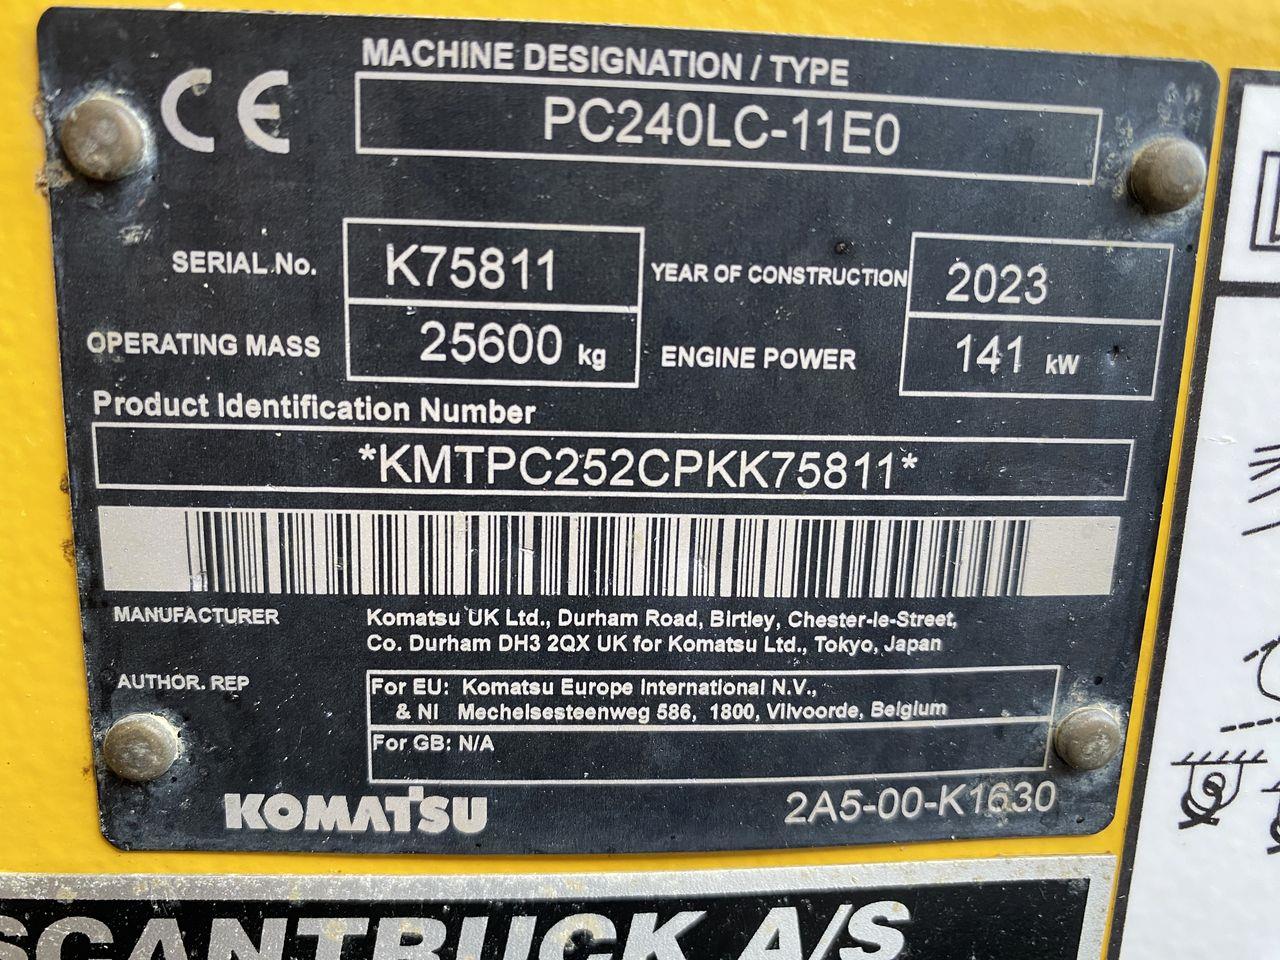 CE
MACHINE DESIGNATION / TYPE
PC240LC-11E0
SERIAL No. K75811
YEAR OF CONSTRUCTION 2023
OPERATING MASS 25600 kg
ENGINE POWER 141 kW
Product Identification Number
*KMTPC252CPKK75811*
MANUFACTURER Komatsu UK Ltd., Durham Road, Birtley, Chester-le-Street,
Co. Durham DH3 2QX UK for Komatsu Ltd., Tokyo, Japan
AUTHOR. REP For EU: Komatsu Europe International N.V.,
& NI Mechelsesteenweg 586, 1800, Vilvoorde, Belgium
For GB: N/A
KOMATSU 2A5-00-K1630
SCANTRUCK A/S